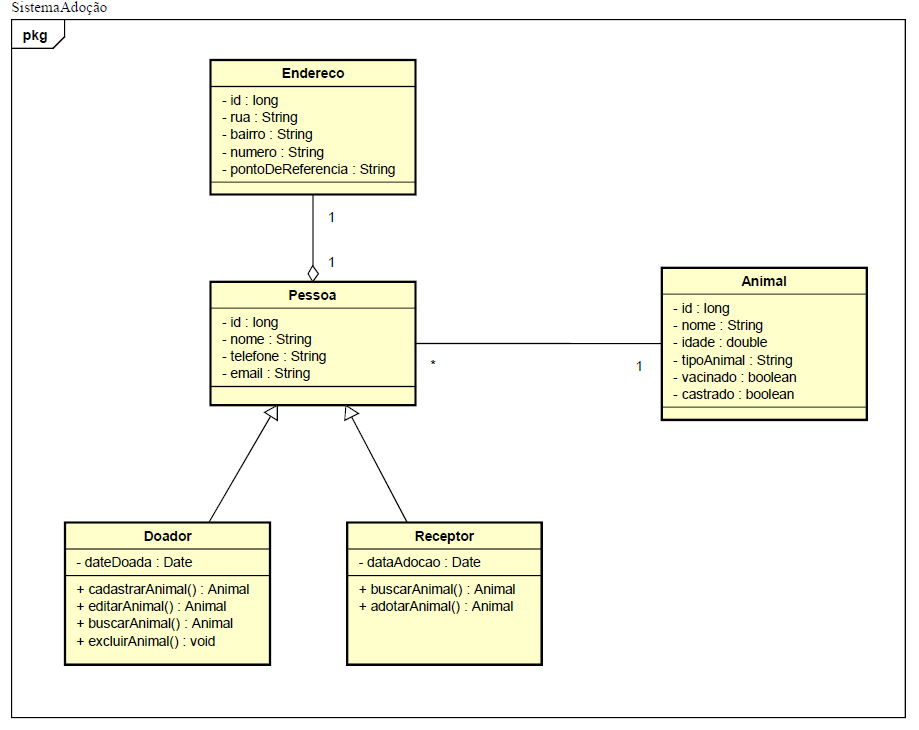 SistemaAdoção
pkg
Endereco
- id : long
- rua : String
- bairro : String
- numero : String
- pontoDeReferencia : String
1
1
Pessoa
- id : long
- nome : String
- telefone : String
- email : String
*
1
Animal
- id : long
- nome : String
- idade : double
- tipoAnimal : String
- vacinado : boolean
- castrado : boolean
Doador
- dateDoada : Date
+ cadastrarAnimal() : Animal
+ editarAnimal() : Animal
+ buscarAnimal() : Animal
+ excluirAnimal() : void
Receptor
- dataAdocao : Date
+ buscarAnimal() : Animal
+ adotarAnimal() : Animal